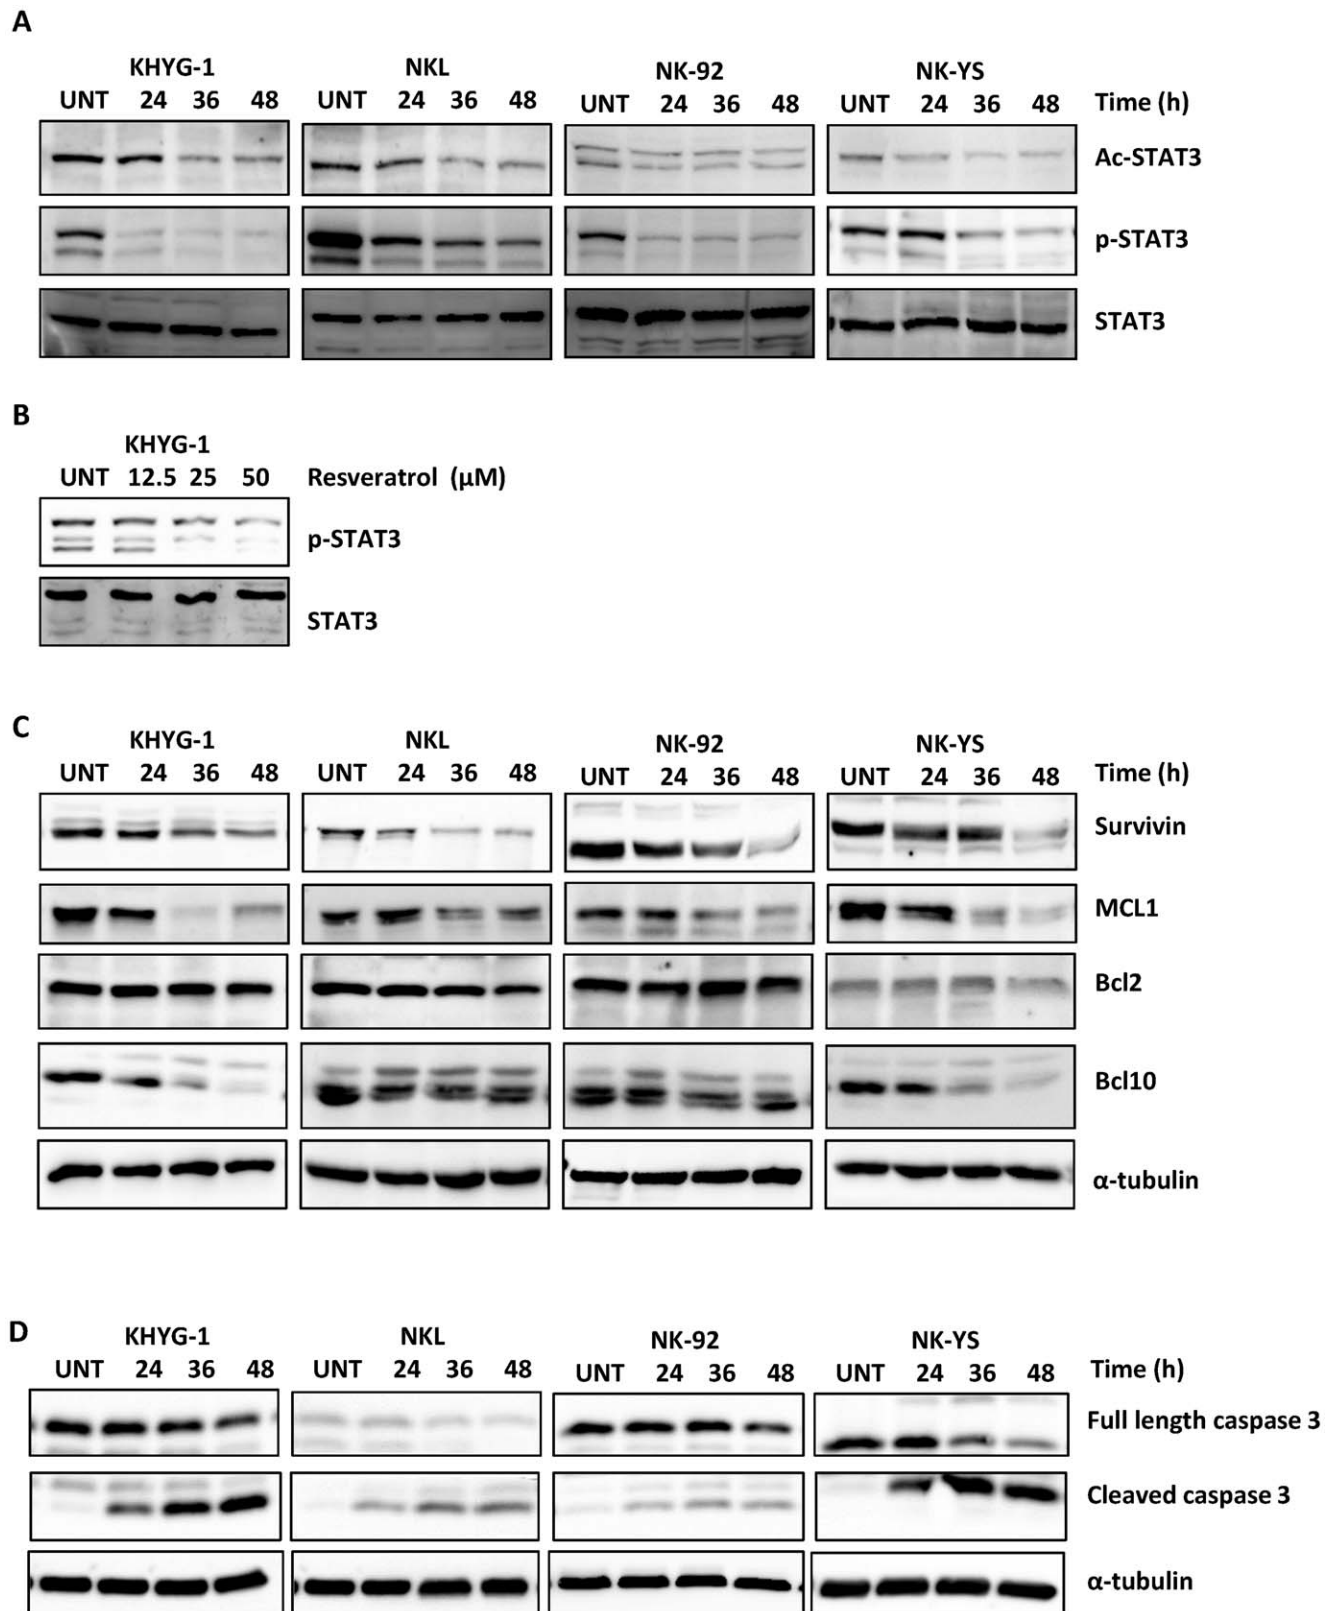 A
KHYG-1 NKL NK-92 NK-YS
UNT 24 36 48 UNT 24 36 48 UNT 24 36 48 UNT 24 36 48 Time (h)
Ac-STAT3
p-STAT3
STAT3
B
KHYG-1
UNT 12.5 25 50 Resveratrol (μM)
p-STAT3
STAT3
C
KHYG-1 NKL NK-92 NK-YS
UNT 24 36 48 UNT 24 36 48 UNT 24 36 48 UNT 24 36 48 Time (h)
Survivin
MCL1
Bcl2
Bcl10
α-tubulin
D
KHYG-1 NKL NK-92 NK-YS
UNT 24 36 48 UNT 24 36 48 UNT 24 36 48 UNT 24 36 48 Time (h)
Full length caspase 3
Cleaved caspase 3
α-tubulin